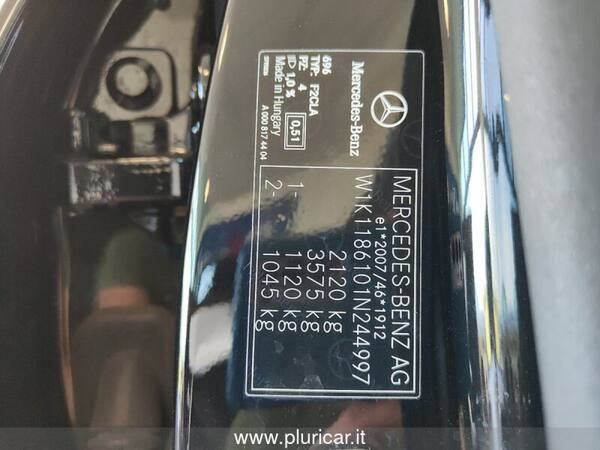 MERCEDES-BENZ AG
e1*2007/46*1912
W1K1186101N244997
2120 kg
3575 kg
1- 1120 kg
2- 1045 kg
Mercedes-Benz
696
TYP: F2CLA
PZ: 4
1,0 %
0,51
Made in Hungary
A 000 817 44 04
www.pluricar.it